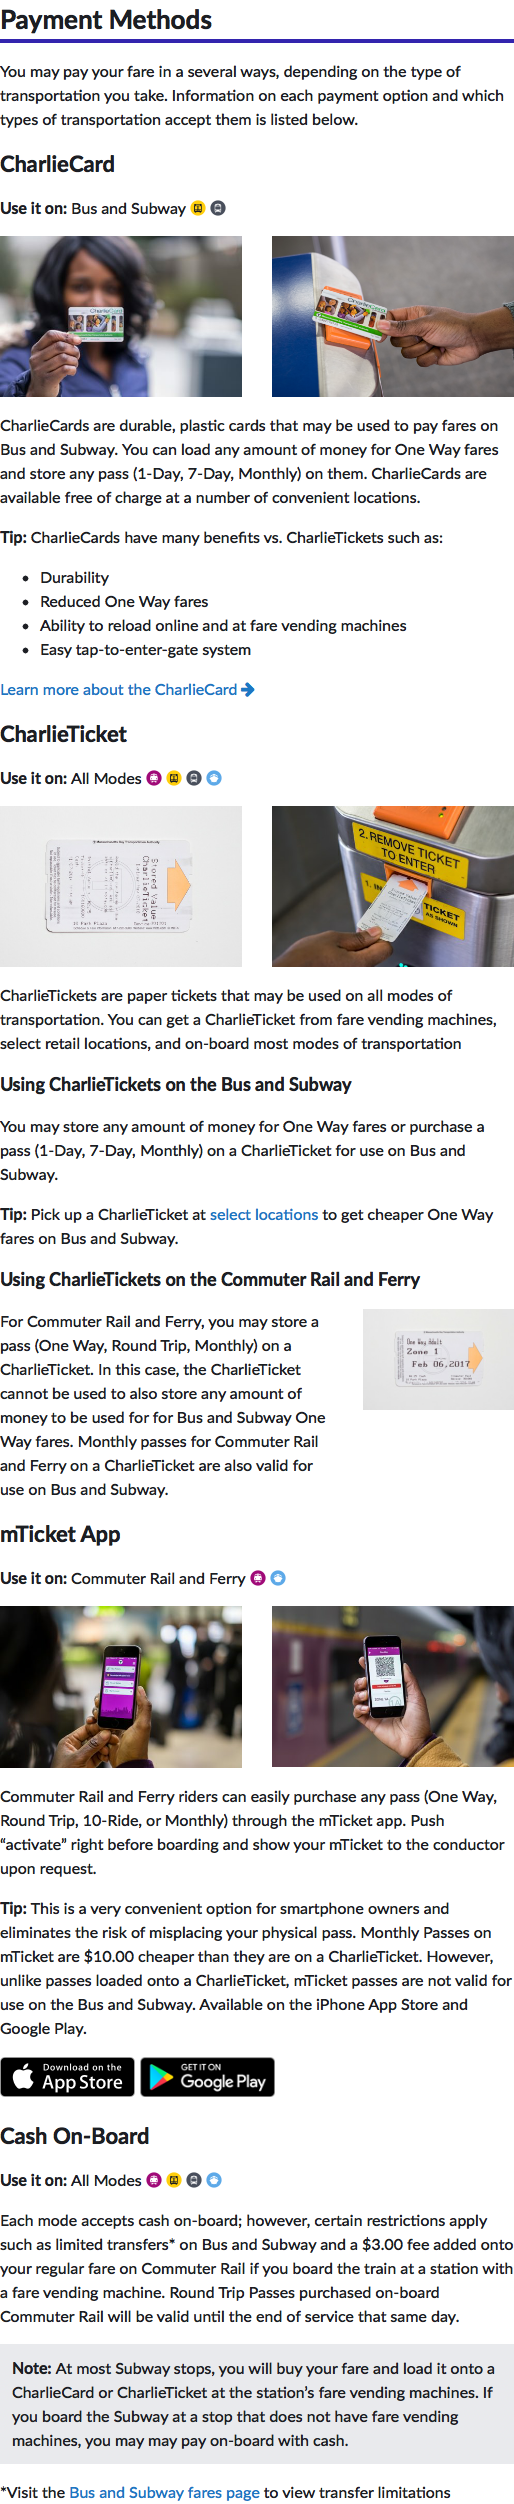 Payment Methods
You may pay your fare in a several ways, depending on the type of
transportation you take. Information on each payment option and which
types of transportation accept them is listed below.
CharlieCard
Use it on: Bus and Subway
CharlieCard
CharlieCard
CharlieCards are durable, plastic cards that may be used to pay fares on
Bus and Subway. You can load any amount of money for One Way fares
and store any pass (1-Day, 7-Day, Monthly) on them. CharlieCards are
available free of charge at a number of convenient locations.
Tip: CharlieCards have many benefits vs. CharlieTickets such as:
• Durability
• Reduced One Way fares
• Ability to reload online and at fare vending machines
• Easy tap-to-enter-gate system
Learn more about the CharlieCard
CharlieTicket
Use it on: All Modes
Stored Value
CharlieTicket
2. REMOVE TICKET
TO ENTER
1. IN
TICKET
AS SHOWN
CharlieTickets are paper tickets that may be used on all modes of
transportation. You can get a CharlieTicket from fare vending machines,
select retail locations, and on-board most modes of transportation
Using CharlieTickets on the Bus and Subway
You may store any amount of money for One Way fares or purchase a
pass (1-Day, 7-Day, Monthly) on a CharlieTicket for use on Bus and
Subway.
Tip: Pick up a CharlieTicket at select locations to get cheaper One Way
fares on Bus and Subway.
Using CharlieTickets on the Commuter Rail and Ferry
For Commuter Rail and Ferry, you may store a
pass (One Way, Round Trip, Monthly) on a
CharlieTicket. In this case, the CharlieTicket
cannot be used to also store any amount of
money to be used for for Bus and Subway One
Way fares. Monthly passes for Commuter Rail
and Ferry on a CharlieTicket are also valid for
use on Bus and Subway.
One Way Adult
Zone 1
Feb 06,2017
mTicket App
Use it on: Commuter Rail and Ferry
Commuter Rail and Ferry riders can easily purchase any pass (One Way,
Round Trip, 10-Ride, or Monthly) through the mTicket app. Push
“activate” right before boarding and show your mTicket to the conductor
upon request.
Tip: This is a very convenient option for smartphone owners and
eliminates the risk of misplacing your physical pass. Monthly Passes on
mTicket are $10.00 cheaper than they are on a CharlieTicket. However,
unlike passes loaded onto a CharlieTicket, mTicket passes are not valid for
use on the Bus and Subway. Available on the iPhone App Store and
Google Play.
Download on the
App Store
GET IT ON
Google Play
Cash On-Board
Use it on: All Modes
Each mode accepts cash on-board; however, certain restrictions apply
such as limited transfers* on Bus and Subway and a $3.00 fee added onto
your regular fare on Commuter Rail if you board the train at a station with
a fare vending machine. Round Trip Passes purchased on-board
Commuter Rail will be valid until the end of service that same day.
Note: At most Subway stops, you will buy your fare and load it onto a
CharlieCard or CharlieTicket at the station’s fare vending machines. If
you board the Subway at a stop that does not have fare vending
machines, you may may pay on-board with cash.
*Visit the Bus and Subway fares page to view transfer limitations